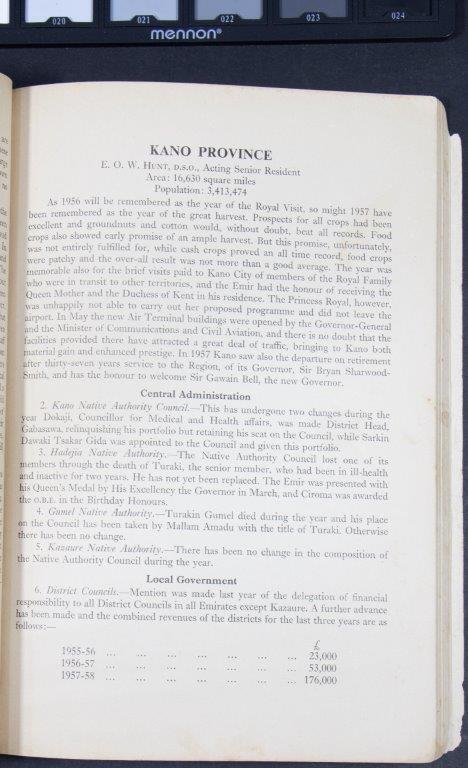 020 021 022 023 024
mennon®
KANO PROVINCE
E. O. W. HUNT, D.S.O., Acting Senior Resident
Area: 16,630 square miles
Population: 3,413,474
As 1956 will be remembered as the year of the Royal Visit, so might 1957 have
been remembered as the year of the great harvest. Prospects for all crops had been
excellent and groundnuts and cotton would, without doubt, beat all records. Food
crops also showed early promise of an ample harvest. But this promise, unfortunately,
was not entirely fulfilled for, while cash crops proved an all time record, food crops
were patchy and the over-all result was not more than a good average. The year was
memorable also for the brief visits paid to Kano City of members of the Royal Family
who were in transit to other territories, and the Emir had the honour of receiving the
Queen Mother and the Duchess of Kent in his residence. The Princess Royal, however,
was unhappily not able to carry out her proposed programme and did not leave the
airport. In May the new Air Terminal buildings were opened by the Governor-General
and the Minister of Communications and Civil Aviation, and there is no doubt that the
facilities provided there have attracted a great deal of traffic, bringing to Kano both
material gain and enhanced prestige. In 1957 Kano saw also the departure on retirement
after thirty-seven years service to the Region, of its Governor, Sir Bryan Sharwood-
Smith, and has the honour to welcome Sir Gawain Bell, the new Governor.
Central Administration
2. Kano Native Authority Council.—This has undergone two changes during the
year Dokaji, Councillor for Medical and Health affairs, was made District Head,
Gabasawa, relinquishing his portfolio but retaining his seat on the Council, while Sarkin
Dawaki Tsakar Gida was appointed to the Council and given this portfolio.
3. Hadejia Native Authority.—The Native Authority Council lost one of its
members through the death of Turaki, the senior member, who had been in ill-health
and inactive for two years. He has not yet been replaced. The Emir was presented with
his Queen's Medal by His Excellency the Governor in March, and Ciroma was awarded
the O.B.E. in the Birthday Honours.
4. Gumel Native Authority.—Turakin Gumel died during the year and his place
on the Council has been taken by Mallam Amadu with the title of Turaki. Otherwise
there has been no change.
5. Kazaure Native Authority.—There has been no change in the composition of
the Native Authority Council during the year.
Local Government
6. District Councils.—Mention was made last year of the delegation of financial
responsibility to all District Councils in all Emirates except Kazaure. A further advance
has been made and the combined revenues of the districts for the last three years are as
follows:—
£
1955-56 ... ... ... ... ... ... ... 23,000
1956-57 ... ... ... ... ... ... ... 53,000
1957-58 ... ... ... ... ... ... ... 176,000